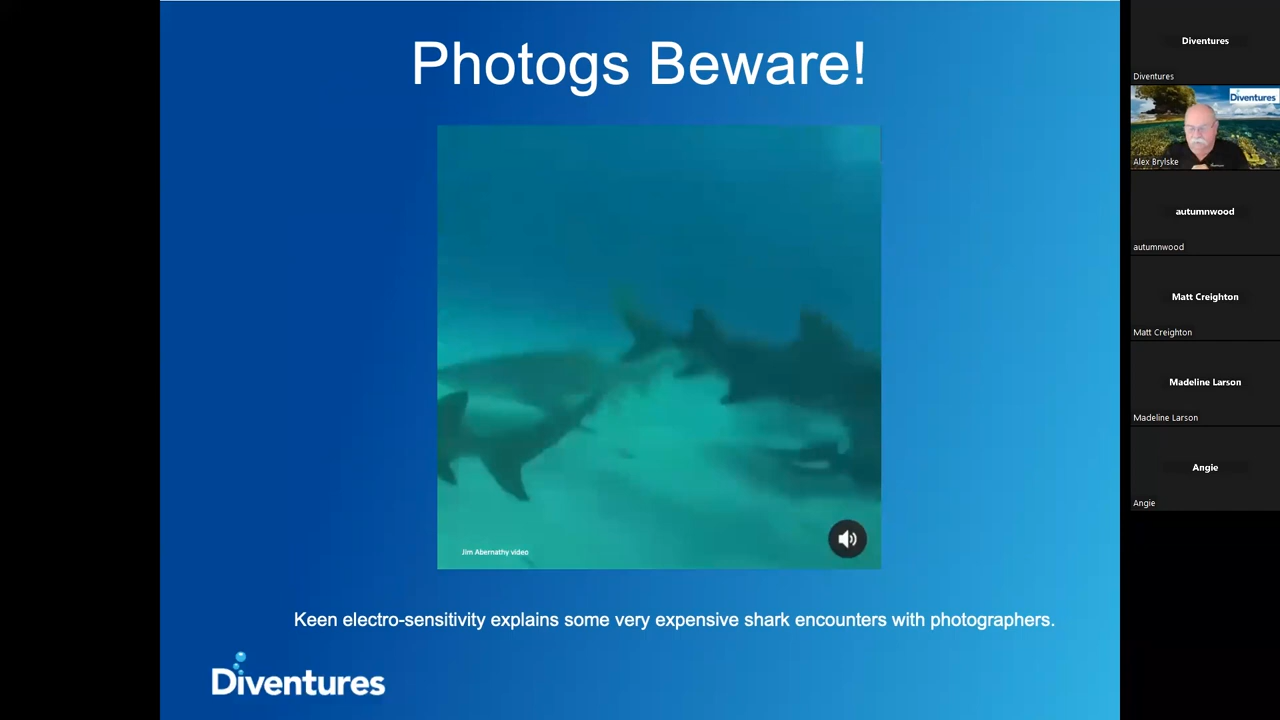 Photogs Beware!
Jim Abernathy video
Keen electro-sensitivity explains some very expensive shark encounters with photographers.
Diventures
Diventures
Diventures
Diventures
Alex Brylske
autumnwood
autumnwood
Matt Creighton
Matt Creighton
Madeline Larson
Madeline Larson
Angie
Angie